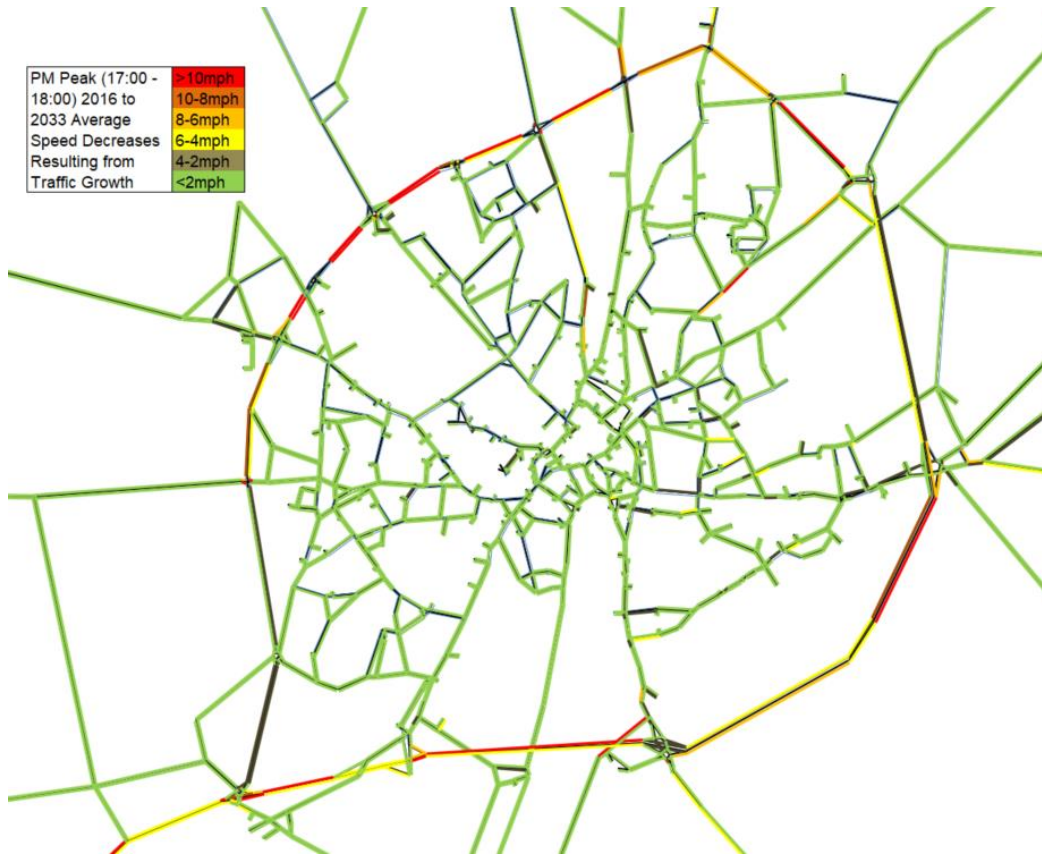 PM Peak (17:00 - >10mph
18:00) 2016 to 10-8mph
2033 Average 8-6mph
Speed Decreases 6-4mph
Resulting from 4-2mph
Traffic Growth <2mph